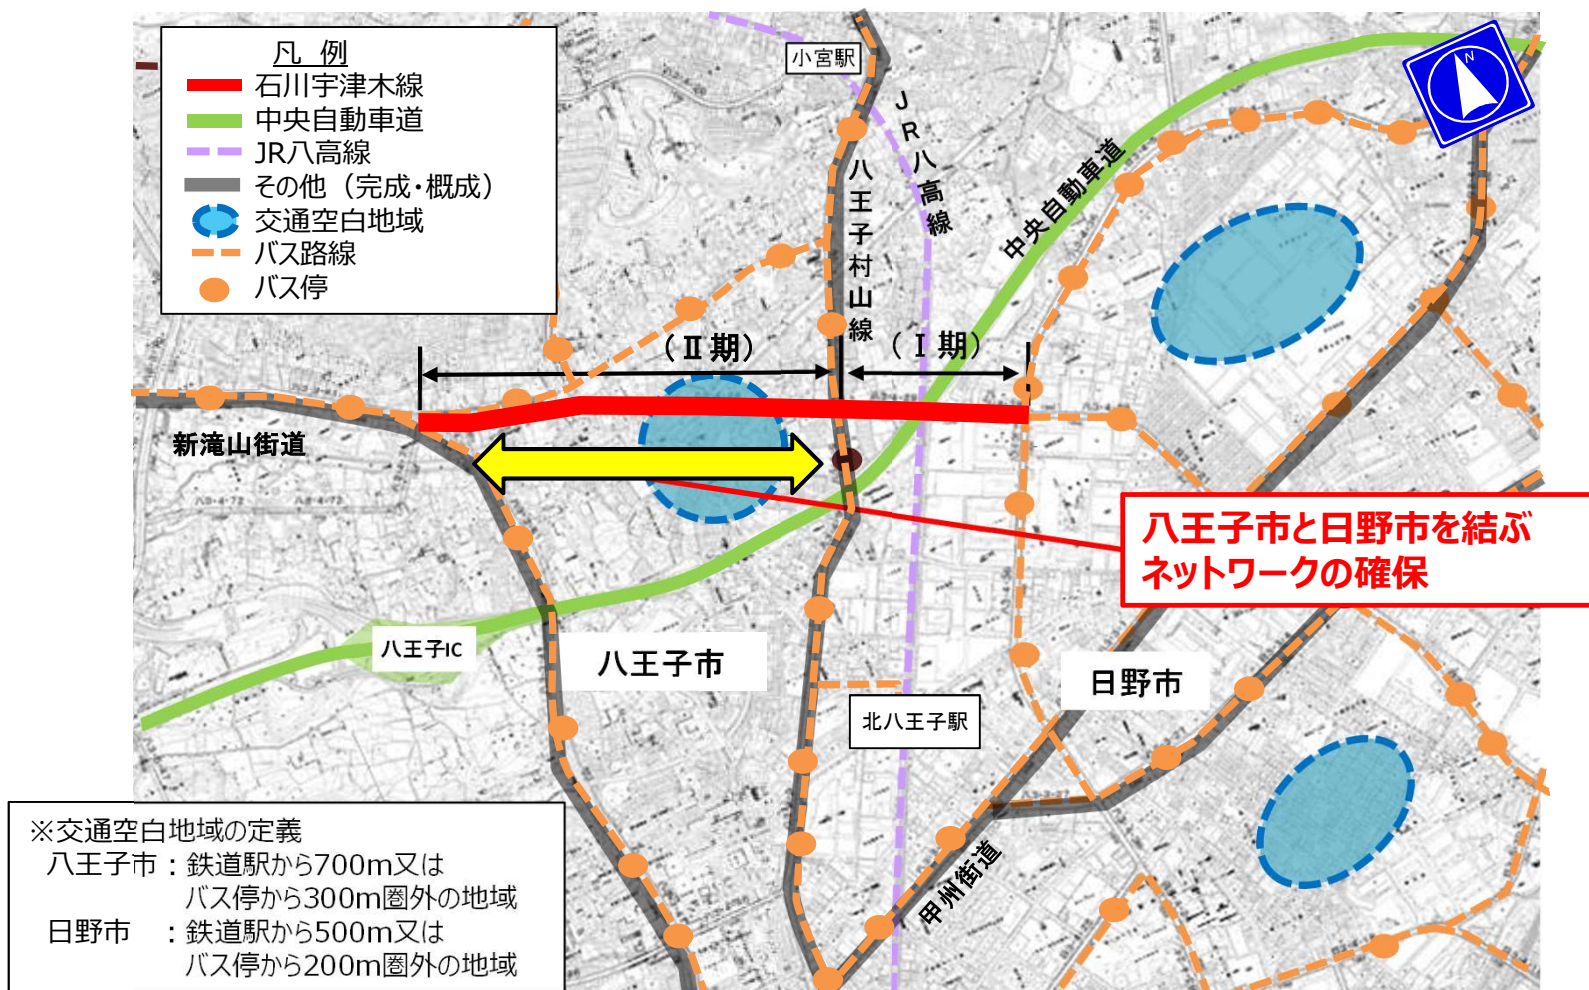 凡 例
石川宇津木線
中央自動車道
JR八高線
その他（完成・概成）
交通空白地域
バス路線
バス停
小宮駅
N
JR八高線
八王子村山線
中央自動車道
（Ⅱ期）
（Ⅰ期）
新滝山街道
八王子市と日野市を結ぶ
ネットワークの確保
八王子IC
八王子市
日野市
北八王子駅
甲州街道
※交通空白地域の定義
八王子市：鉄道駅から700m又は
バス停から300m圏外の地域
日野市 ：鉄道駅から500m又は
バス停から200m圏外の地域